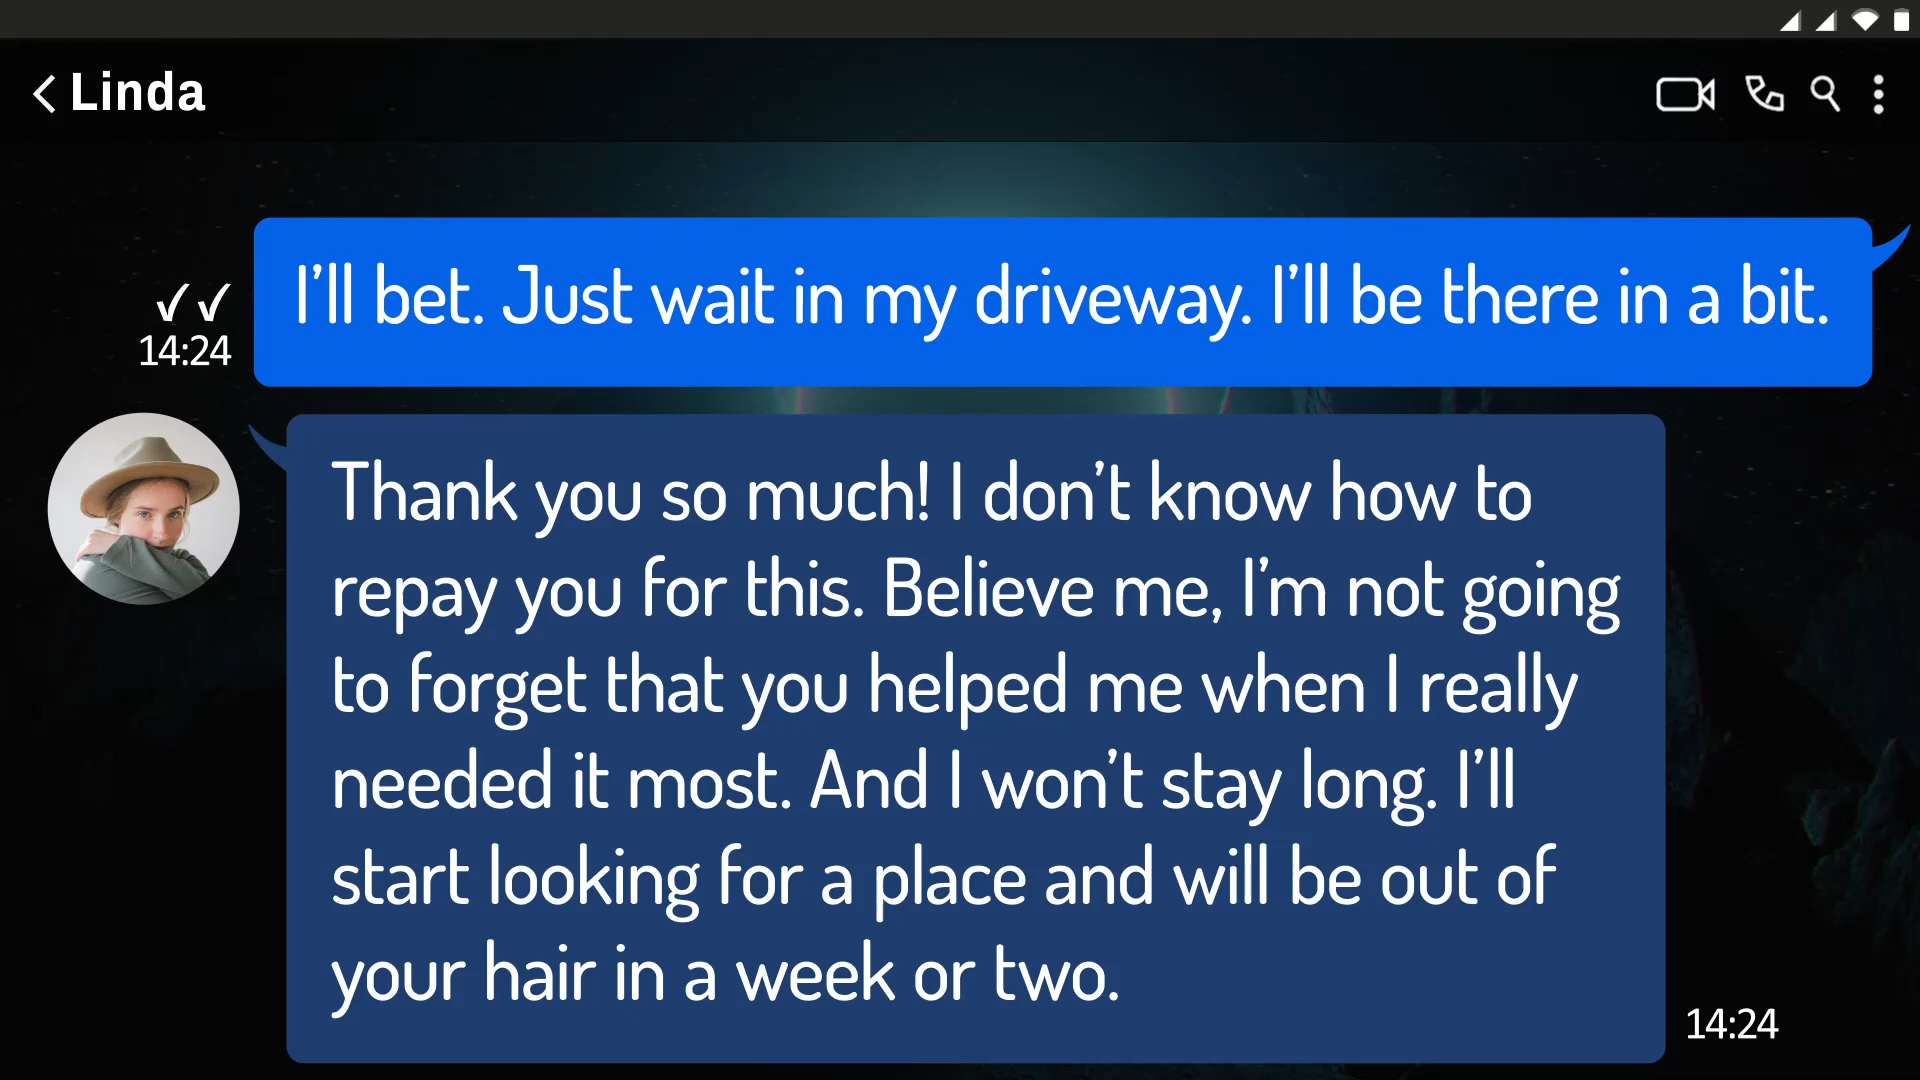 Linda
I’ll bet. Just wait in my driveway. I’ll be there in a bit.
✓✓
14:24
Thank you so much! I don’t know how to
repay you for this. Believe me, I’m not going
to forget that you helped me when I really
needed it most. And I won’t stay long. I’ll
start looking for a place and will be out of
your hair in a week or two.
14:24